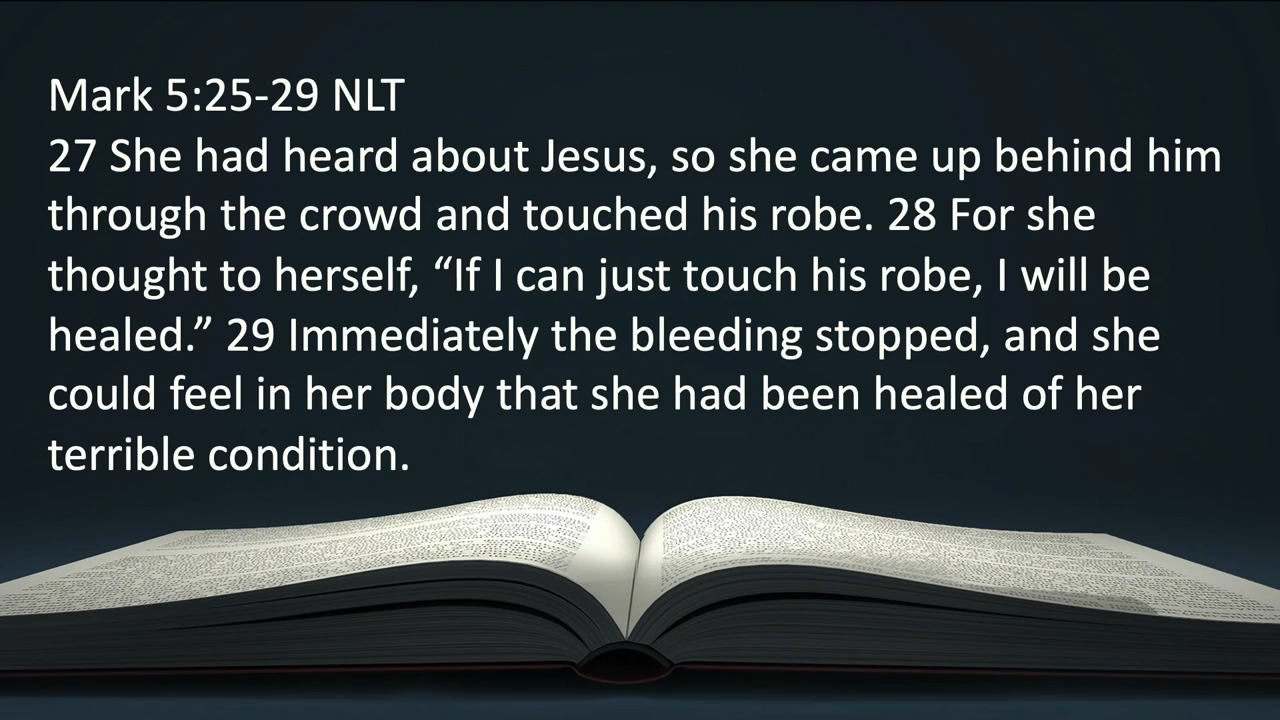 Mark 5:25-29 NLT
27 She had heard about Jesus, so she came up behind him
through the crowd and touched his robe. 28 For she
thought to herself, “If I can just touch his robe, I will be
healed.” 29 Immediately the bleeding stopped, and she
could feel in her body that she had been healed of her
terrible condition.